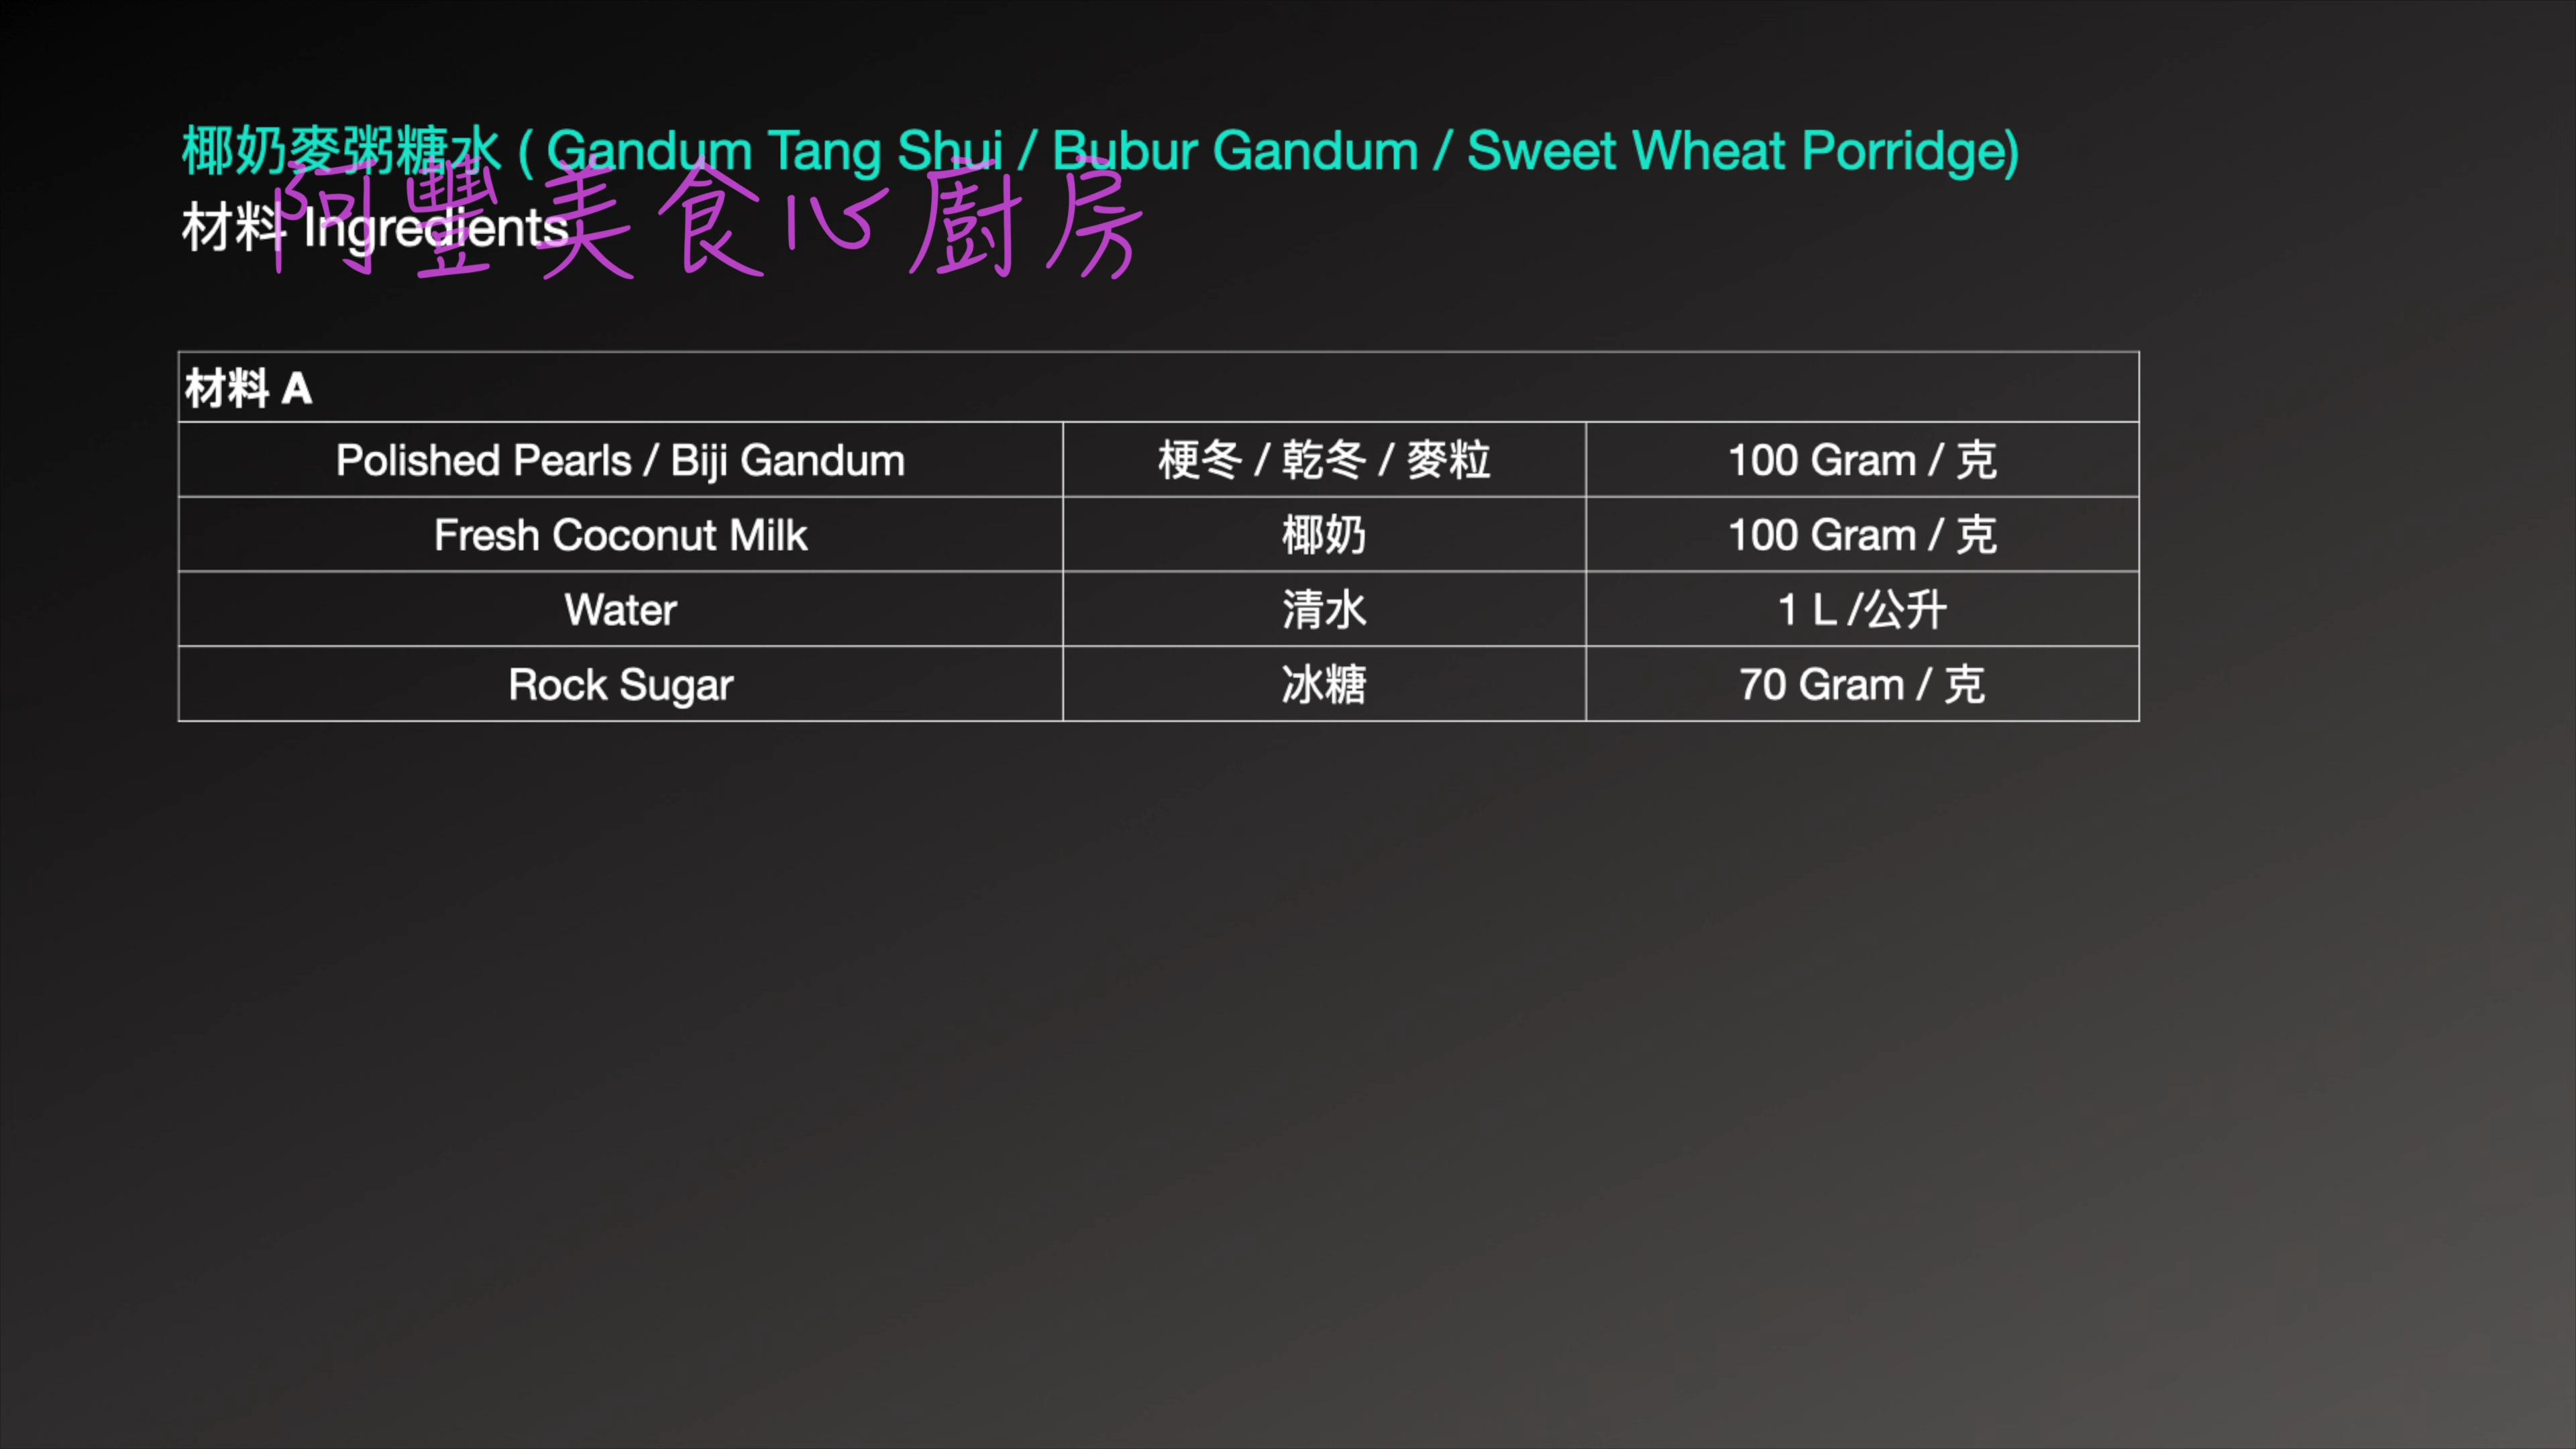 椰奶麥粥糖水 ( Gandum Tang Shui / Bubur Gandum / Sweet Wheat Porridge)
材料 Ingredients
阿豐美食心廚房
材料 A
Polished Pearls / Biji Gandum 梗冬 / 乾冬 / 麥粒 100 Gram / 克
Fresh Coconut Milk 椰奶 100 Gram / 克
Water 清水 1 L /公升
Rock Sugar 冰糖 70 Gram / 克